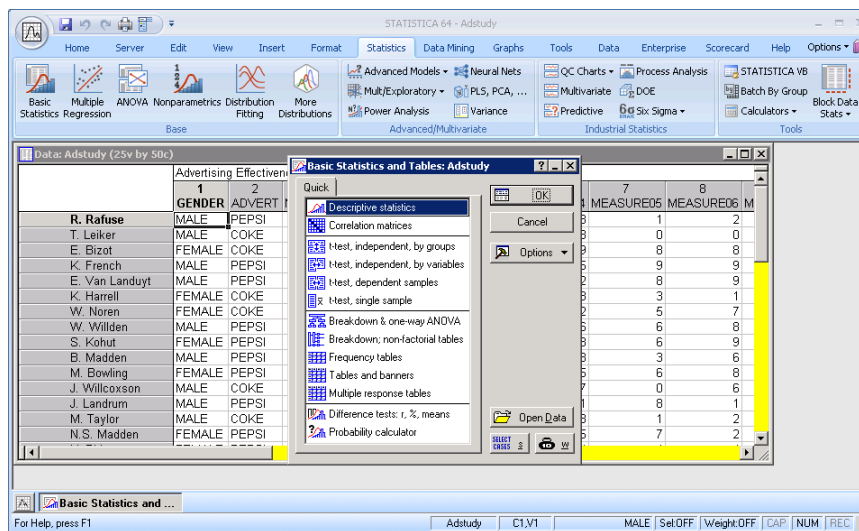 STATISTICA 64 - Adstudy
Home Server Edit View Insert Format Statistics Data Mining Graphs Tools Data Enterprise Scorecard Help Options
Basic Statistics
Multiple Regression
ANOVA
Nonparametrics
Distribution Fitting
More Distributions
Base
Advanced Models
Neural Nets
Mult/Exploratory
PLS, PCA, ...
Power Analysis
Variance
Advanced/Multivariate
QC Charts
Process Analysis
Multivariate
DOE
Predictive
Six Sigma
Industrial Statistics
STATISTICA VB
Batch By Group
Calculators
Block Data Stats
Tools
Data: Adstudy (25v by 50c)
Advertising Effectiven
1 2 7 8
GENDER ADVERT MEASURE05 MEASURE06 M
R. Rafuse MALE PEPSI 1 2
T. Leiker MALE COKE 0 0
E. Bizot FEMALE COKE 8 8
K. French MALE PEPSI 9 9
E. Van Landuyt MALE PEPSI 8 9
K. Harrell FEMALE COKE 3 1
W. Noren FEMALE COKE 5 7
W. Willden MALE PEPSI 6 8
S. Kohut FEMALE PEPSI 6 9
B. Madden MALE PEPSI 3 6
M. Bowling FEMALE PEPSI 6 8
J. Willcoxson MALE COKE 0 6
J. Landrum MALE PEPSI 8 1
M. Taylor MALE COKE 1 2
N.S. Madden FEMALE PEPSI 7 2
Basic Statistics and Tables: Adstudy
Quick
Descriptive statistics
Correlation matrices
t-test, independent, by groups
t-test, independent, by variables
t-test, dependent samples
t-test, single sample
Breakdown & one-way ANOVA
Breakdown; non-factorial tables
Frequency tables
Tables and banners
Multiple response tables
Difference tests: r, %, means
Probability calculator
OK
Cancel
Options
Open Data
SELECT CASES S
W
Basic Statistics and ...
For Help, press F1 Adstudy C1,V1 MALE Sel:OFF Weight:OFF CAP NUM REC